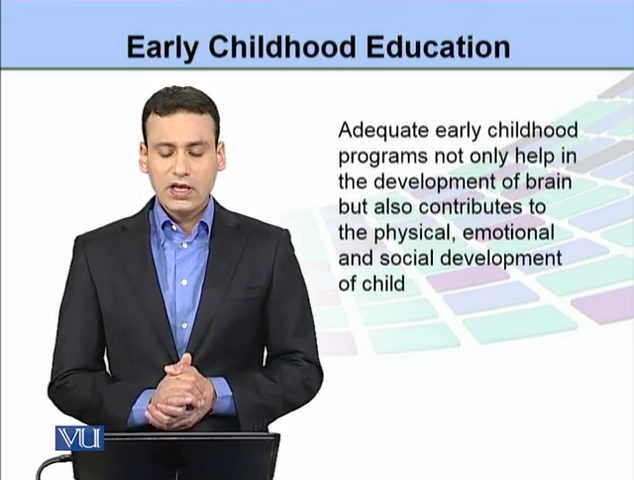 Early Childhood Education
Adequate early childhood
programs not only help in
the development of brain
but also contributes to
the physical, emotional
and social development
of child
VU